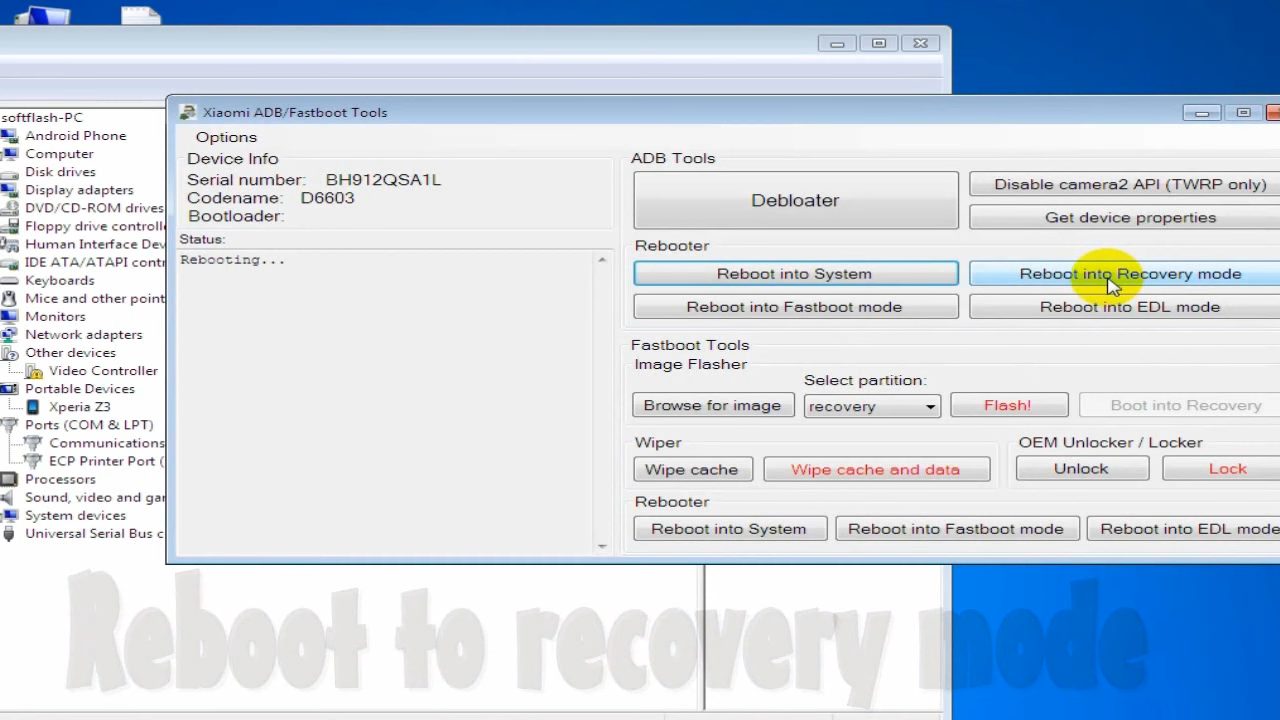 softflash-PC
Android Phone
Computer
Disk drives
Display adapters
DVD/CD-ROM drives
Floppy drive controlle
Human Interface Dev
IDE ATA/ATAPI contr
Keyboards
Mice and other point
Monitors
Network adapters
Other devices
Video Controller
Portable Devices
Xperia Z3
Ports (COM & LPT)
Communications
ECP Printer Port (
Processors
Sound, video and gar
System devices
Universal Serial Bus c
Xiaomi ADB/Fastboot Tools
Options
Device Info
Serial number: BH912QSA1L
Codename: D6603
Bootloader:
Status:
Rebooting...
ADB Tools
Debloater
Disable camera2 API (TWRP only)
Get device properties
Rebooter
Reboot into System
Reboot into Recovery mode
Reboot into Fastboot mode
Reboot into EDL mode
Fastboot Tools
Image Flasher
Select partition:
Browse for image
recovery
Flash!
Boot into Recovery
Wiper
Wipe cache
Wipe cache and data
OEM Unlocker / Locker
Unlock
Lock
Rebooter
Reboot into System
Reboot into Fastboot mode
Reboot into EDL mode
Reboot to recovery mode